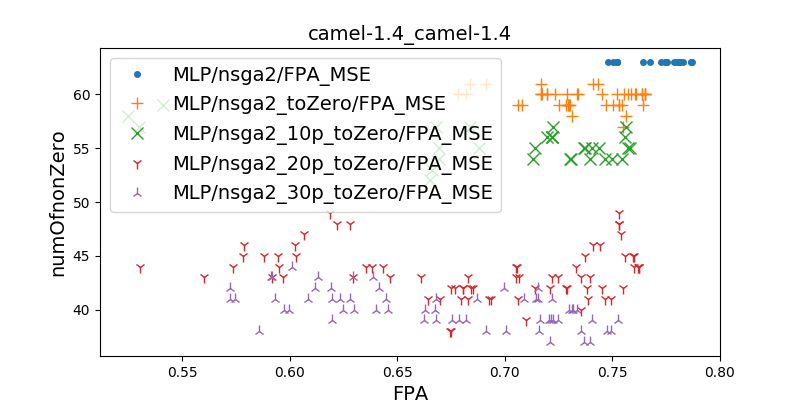 camel-1.4_camel-1.4
MLP/nsga2/FPA_MSE
MLP/nsga2_toZero/FPA_MSE
MLP/nsga2_10p_toZero/FPA_MSE
MLP/nsga2_20p_toZero/FPA_MSE
MLP/nsga2_30p_toZero/FPA_MSE
numOfnonZero
60
55
50
45
40
0.55 0.60 0.65 0.70 0.75 0.80
FPA